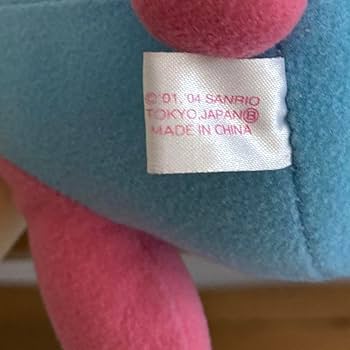 © '01, '04 SANRIO
TOKYO, JAPAN Ⓑ
MADE IN CHINA